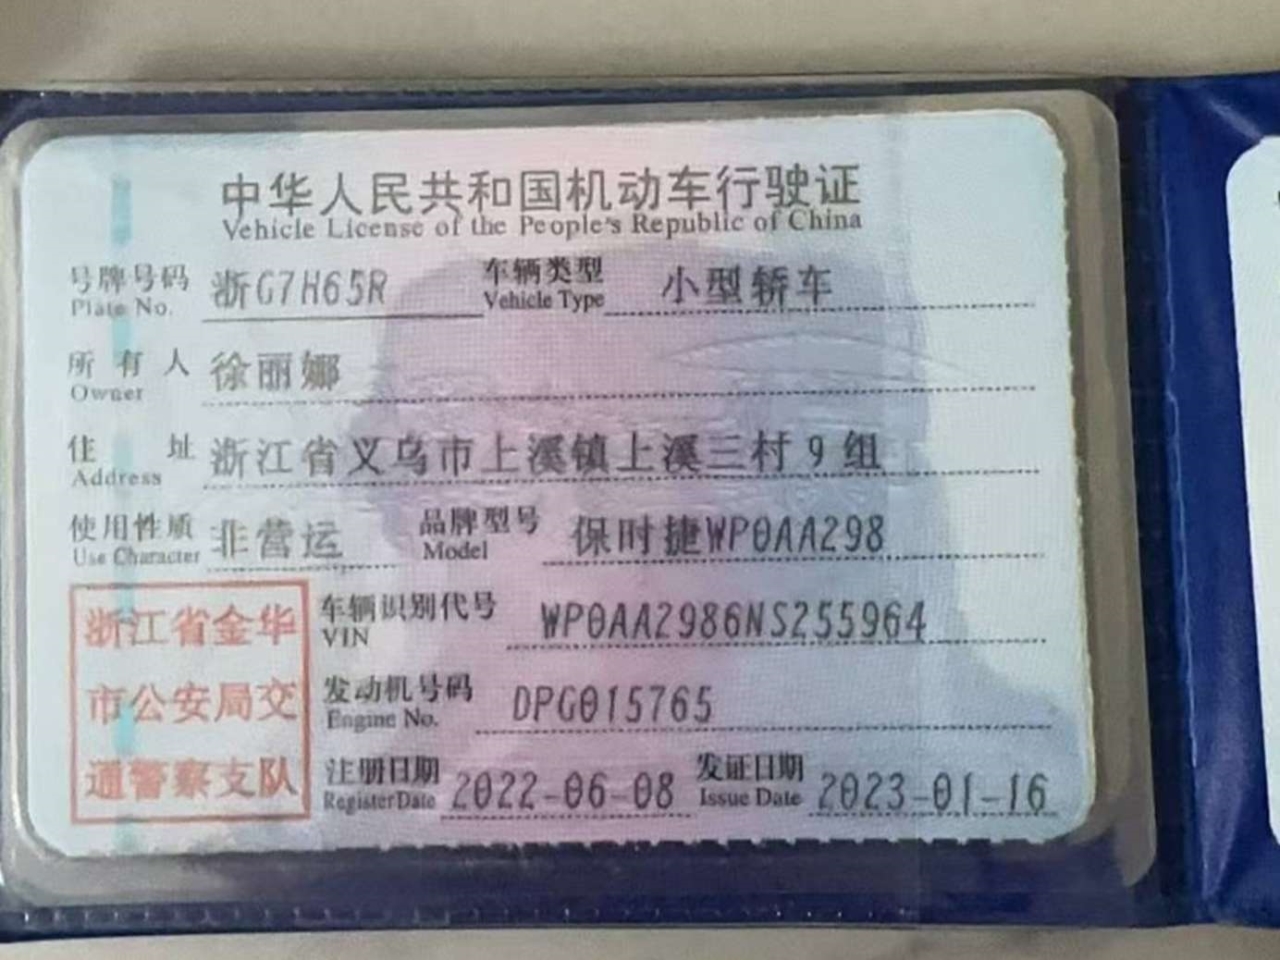 中华人民共和国机动车行驶证
Vehicle License of the People's Republic of China
号牌号码 浙G7H65R 车辆类型 小型轿车
Plate No. Vehicle Type
所有人 徐丽娜
Owner
住址 浙江省义乌市上溪镇上溪三村9组
Address
使用性质 非营运 品牌型号 保时捷WP0AA298
Use Character Model
浙江省金华
市公安局交
通警察支队
车辆识别代号 WP0AA2986NS255964
VIN
发动机号码 DPG015765
Engine No.
注册日期 2022-06-08 发证日期 2023-01-16
Register Date Issue Date